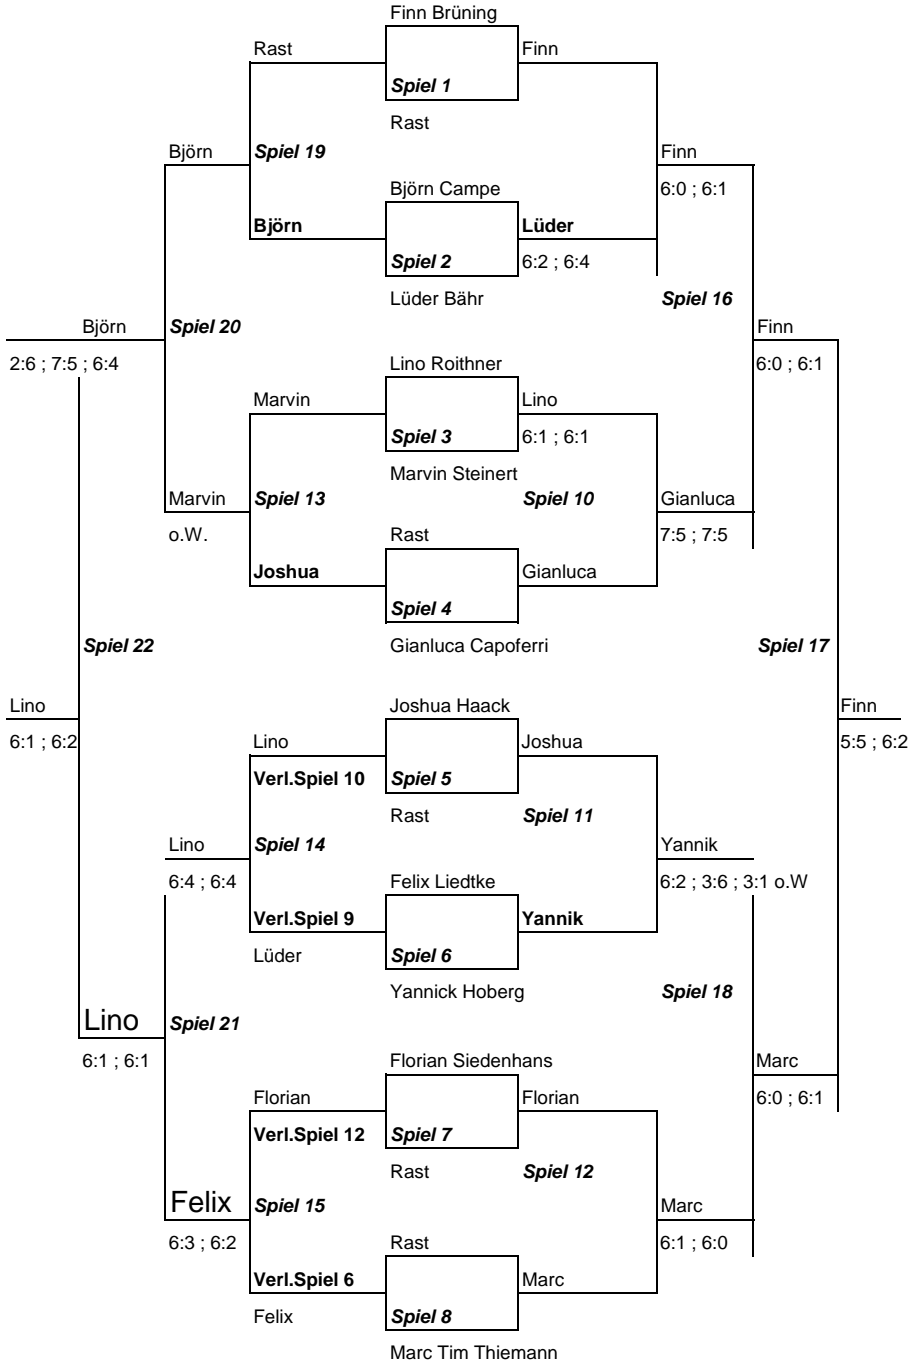 Finn Brüning
Rast Finn
Spiel 1
Rast
Björn Spiel 19 Finn
Björn Campe 6:0 ; 6:1
Björn Lüder
Spiel 2 6:2 ; 6:4
Lüder Bähr Spiel 16
Björn Spiel 20 Finn
2:6 ; 7:5 ; 6:4 Lino Roithner 6:0 ; 6:1
Marvin Lino
Spiel 3 6:1 ; 6:1
Marvin Steinert
Marvin Spiel 13 Spiel 10 Gianluca
o.W. Rast 7:5 ; 7:5
Joshua Gianluca
Spiel 4
Spiel 22 Gianluca Capoferri Spiel 17
Lino Joshua Haack Finn
6:1 ; 6:2 Lino Joshua 5:5 ; 6:2
Verl.Spiel 10 Spiel 5
Rast Spiel 11
Lino Spiel 14 Yannik
6:4 ; 6:4 Felix Liedtke 6:2 ; 3:6 ; 3:1 o.W
Verl.Spiel 9 Yannik
Lüder Spiel 6
Yannick Hoberg Spiel 18
Lino Spiel 21
6:1 ; 6:1 Florian Siedenhans Marc
Florian Florian 6:0 ; 6:1
Verl.Spiel 12 Spiel 7
Rast Spiel 12
Felix Spiel 15 Marc
6:3 ; 6:2 Rast 6:1 ; 6:0
Verl.Spiel 6 Marc
Felix Spiel 8
Marc Tim Thiemann